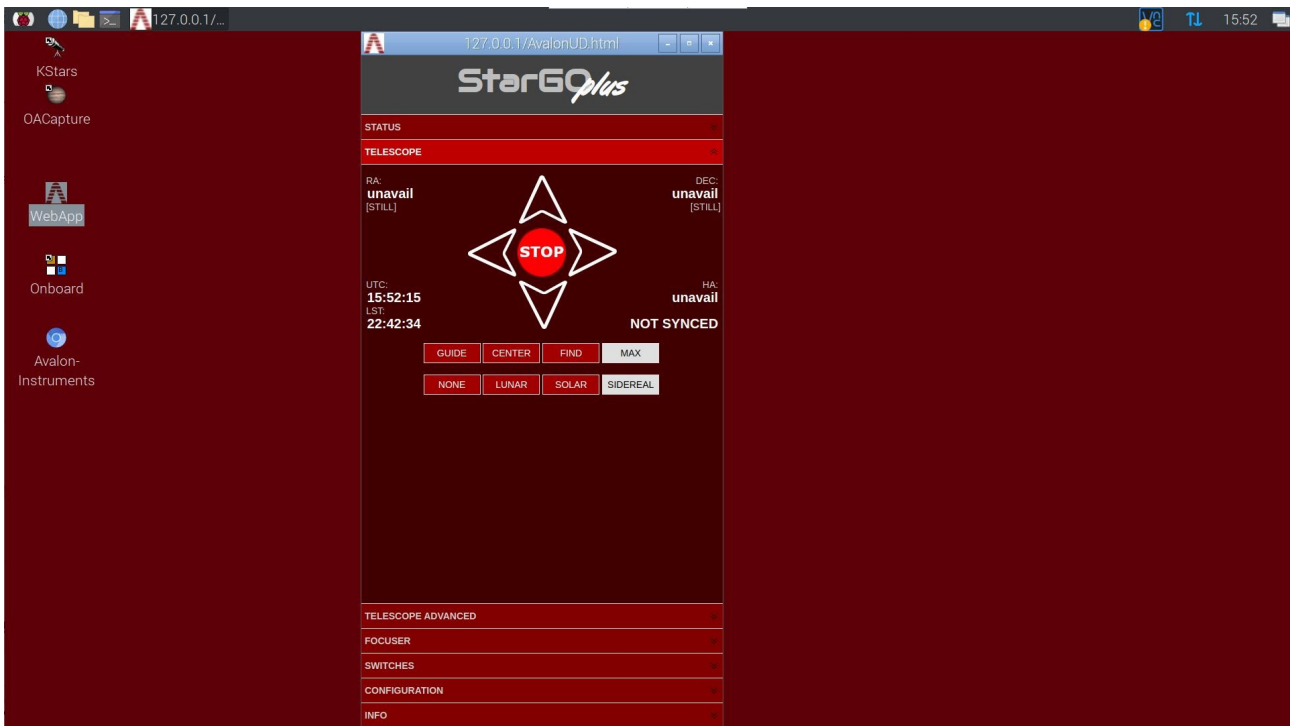 127.0.0.1/...
15:52
KStars
OACapture
WebApp
Onboard
Avalon-
Instruments
127.0.0.1/AvalonUD.html
StarGO plus
STATUS
TELESCOPE
RA:
unavail
[STILL]
DEC:
unavail
[STILL]
STOP
UTC:
15:52:15
LST:
22:42:34
HA:
unavail
NOT SYNCED
GUIDE CENTER FIND MAX
NONE LUNAR SOLAR SIDEREAL
TELESCOPE ADVANCED
FOCUSER
SWITCHES
CONFIGURATION
INFO